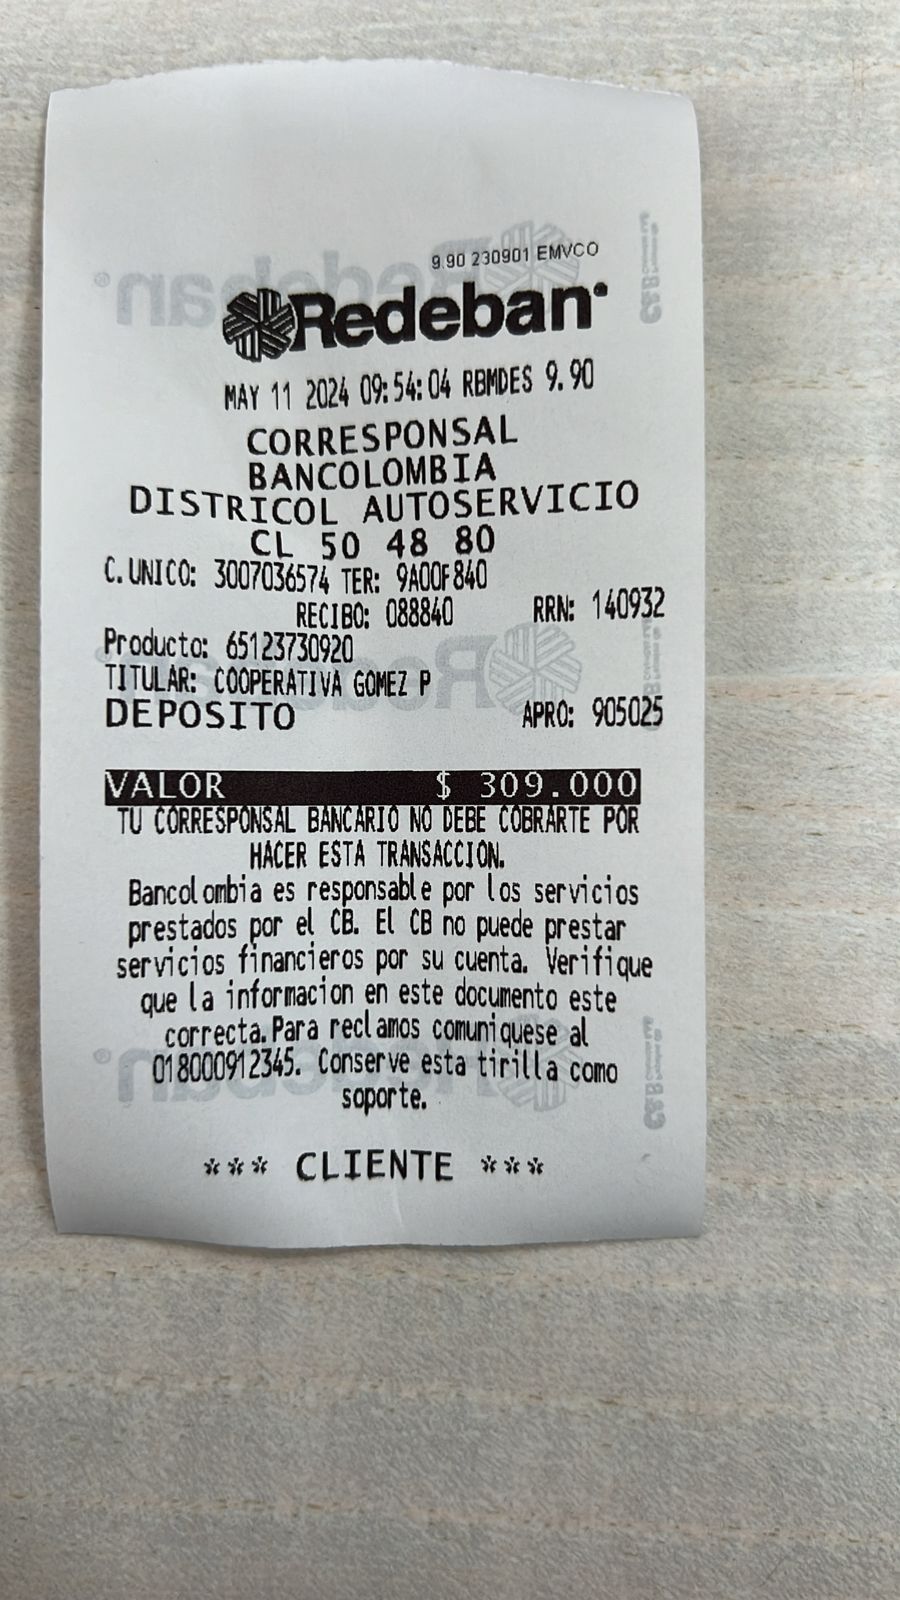 9.90 230901 EMVCO
Redeban
MAY 11 2024 09:54:04 RBMDES 9.90
CORRESPONSAL
BANCOLOMBIA
DISTRICOL AUTOSERVICIO
CL 50 48 80
C.UNICO: 3007036574 TER: 9A00F840
RECIBO: 088840 RRN: 140932
Producto: 65123730920
TITULAR: COOPERATIVA GOMEZ P
DEPOSITO APRO: 905025
VALOR $ 309.000
TU CORRESPONSAL BANCARIO NO DEBE COBRARTE POR
HACER ESTA TRANSACCION.
Bancolombia es responsable por los servicios
prestados por el CB. El CB no puede prestar
servicios financieros por su cuenta. Verifique
que la informacion en este documento este
correcta.Para reclamos comuniquese al
018000912345. Conserve esta tirilla como
soporte.
*** CLIENTE ***